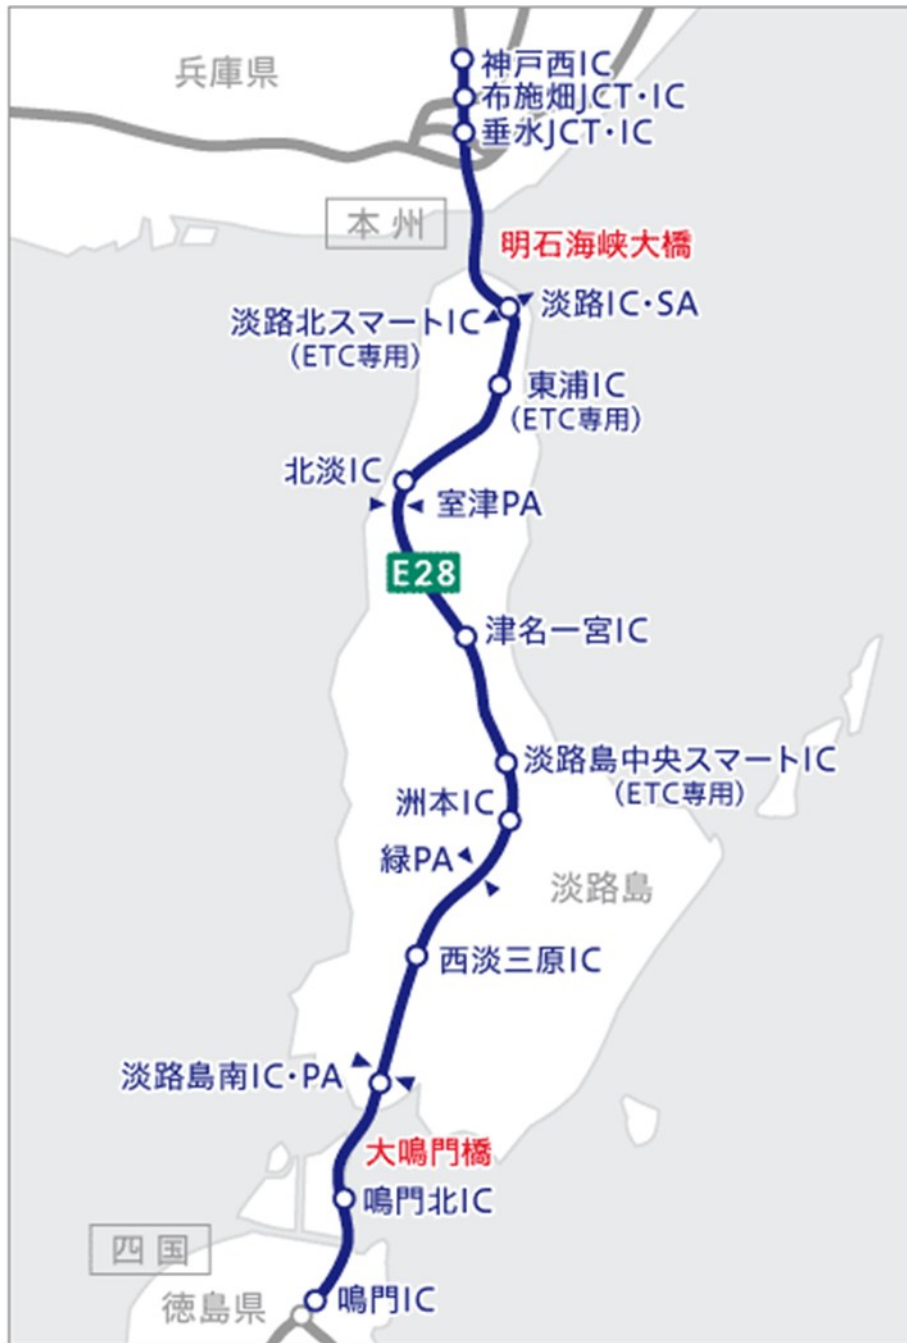 兵庫県
神戸西IC
布施畑JCT・IC
垂水JCT・IC
本州
明石海峡大橋
淡路IC・SA
淡路北スマートIC
(ETC専用)
東浦IC
(ETC専用)
北淡IC
室津PA
E28
津名一宮IC
淡路島中央スマートIC
(ETC専用)
洲本IC
緑PA
淡路島
西淡三原IC
淡路島南IC・PA
大鳴門橋
鳴門北IC
四国
徳島県
鳴門IC